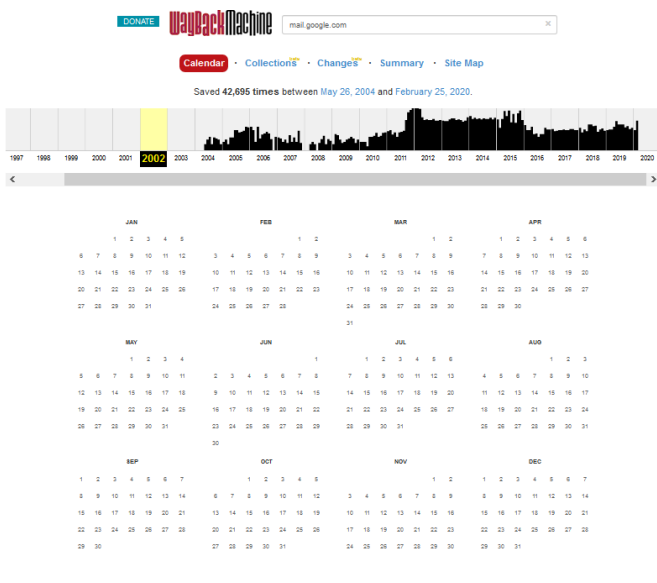 DONATE WayBackMachine mail.google.com ×
Calendar · Collections beta · Changes beta · Summary · Site Map
Saved 42,695 times between May 26, 2004 and February 25, 2020.
1997 1998 1999 2000 2001 2002 2003 2004 2005 2006 2007 2008 2009 2010 2011 2012 2013 2014 2015 2016 2017 2018 2019 2020
JAN FEB MAR APR
1 2 3 4 5 1 2 1 2 1 2 3 4 5 6
6 7 8 9 10 11 12 3 4 5 6 7 8 9 3 4 5 6 7 8 9 7 8 9 10 11 12 13
13 14 15 16 17 18 19 10 11 12 13 14 15 16 10 11 12 13 14 15 16 14 15 16 17 18 19 20
20 21 22 23 24 25 26 17 18 19 20 21 22 23 17 18 19 20 21 22 23 21 22 23 24 25 26 27
27 28 29 30 31 24 25 26 27 28 24 25 26 27 28 29 30 28 29 30
31
MAY JUN JUL AUG
1 2 3 4 1 1 2 3 4 5 6 1 2 3
5 6 7 8 9 10 11 2 3 4 5 6 7 8 7 8 9 10 11 12 13 4 5 6 7 8 9 10
12 13 14 15 16 17 18 9 10 11 12 13 14 15 14 15 16 17 18 19 20 11 12 13 14 15 16 17
19 20 21 22 23 24 25 16 17 18 19 20 21 22 21 22 23 24 25 26 27 18 19 20 21 22 23 24
26 27 28 29 30 31 23 24 25 26 27 28 29 28 29 30 31 25 26 27 28 29 30 31
30
SEP OCT NOV DEC
1 2 3 4 5 6 7 1 2 3 4 5 1 2 1 2 3 4 5 6 7
8 9 10 11 12 13 14 6 7 8 9 10 11 12 3 4 5 6 7 8 9 8 9 10 11 12 13 14
15 16 17 18 19 20 21 13 14 15 16 17 18 19 10 11 12 13 14 15 16 15 16 17 18 19 20 21
22 23 24 25 26 27 28 20 21 22 23 24 25 26 17 18 19 20 21 22 23 22 23 24 25 26 27 28
29 30 27 28 29 30 31 24 25 26 27 28 29 30 29 30 31